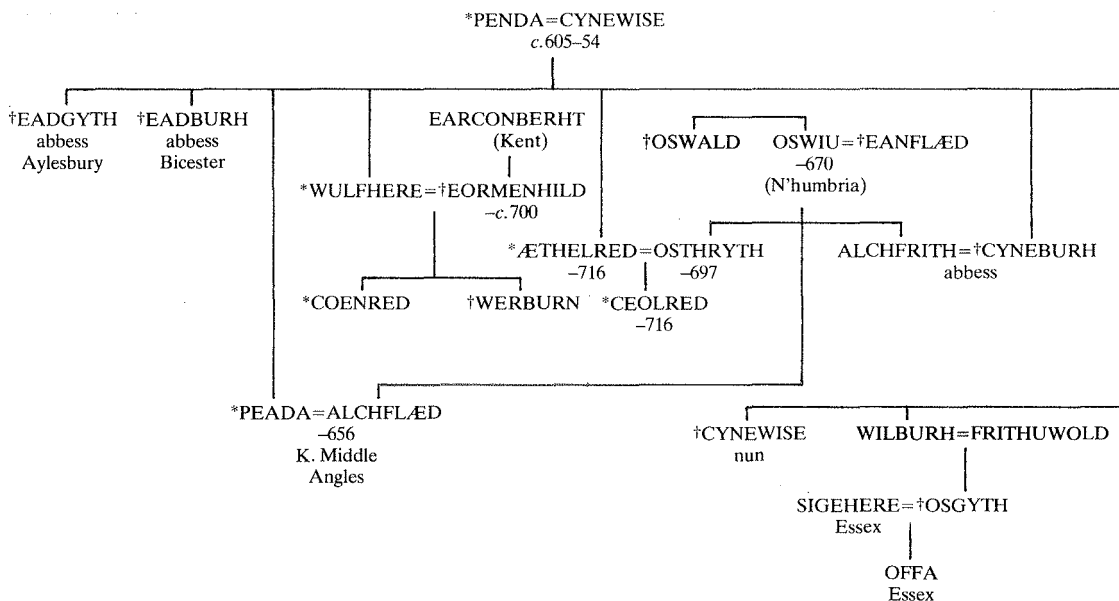 *PENDA=CYNEWISE
c.605–54
†EADGYTH
abbess
Aylesbury
†EADBURH
abbess
Bicester
EARCONBERHT
(Kent)
†OSWALD
OSWIU=†EANFLÆD
–670
(N'humbria)
*WULFHERE=†EORMENHILD
–c.700
*ÆTHELRED=OSTHRYTH
–716 –697
ALCHFRITH=†CYNEBURH
abbess
*COENRED
†WERBURN
*CEOLRED
–716
*PEADA=ALCHFLÆD
–656
K. Middle
Angles
†CYNEWISE
nun
WILBURH=FRITHUWOLD
SIGEHERE=†OSGYTH
Essex
OFFA
Essex